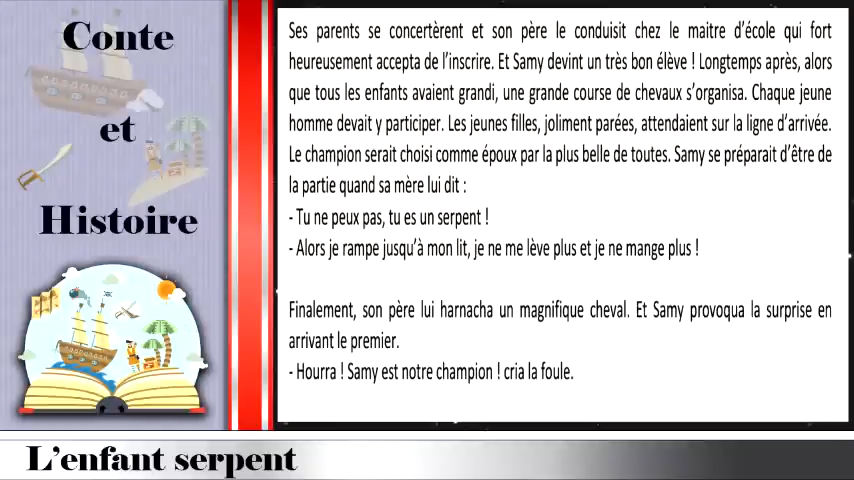 Conte
et
Histoire
Ses parents se concertèrent et son père le conduisit chez le maitre d'école qui fort
heureusement accepta de l'inscrire. Et Samy devint un très bon élève ! Longtemps après, alors
que tous les enfants avaient grandi, une grande course de chevaux s'organisa. Chaque jeune
homme devait y participer. Les jeunes filles, joliment parées, attendaient sur la ligne d'arrivée.
Le champion serait choisi comme époux par la plus belle de toutes. Samy se préparait d'être de
la partie quand sa mère lui dit :
- Tu ne peux pas, tu es un serpent !
- Alors je rampe jusqu'à mon lit, je ne me lève plus et je ne mange plus !
Finalement, son père lui harnacha un magnifique cheval. Et Samy provoqua la surprise en
arrivant le premier.
- Hourra ! Samy est notre champion ! cria la foule.
L'enfant serpent